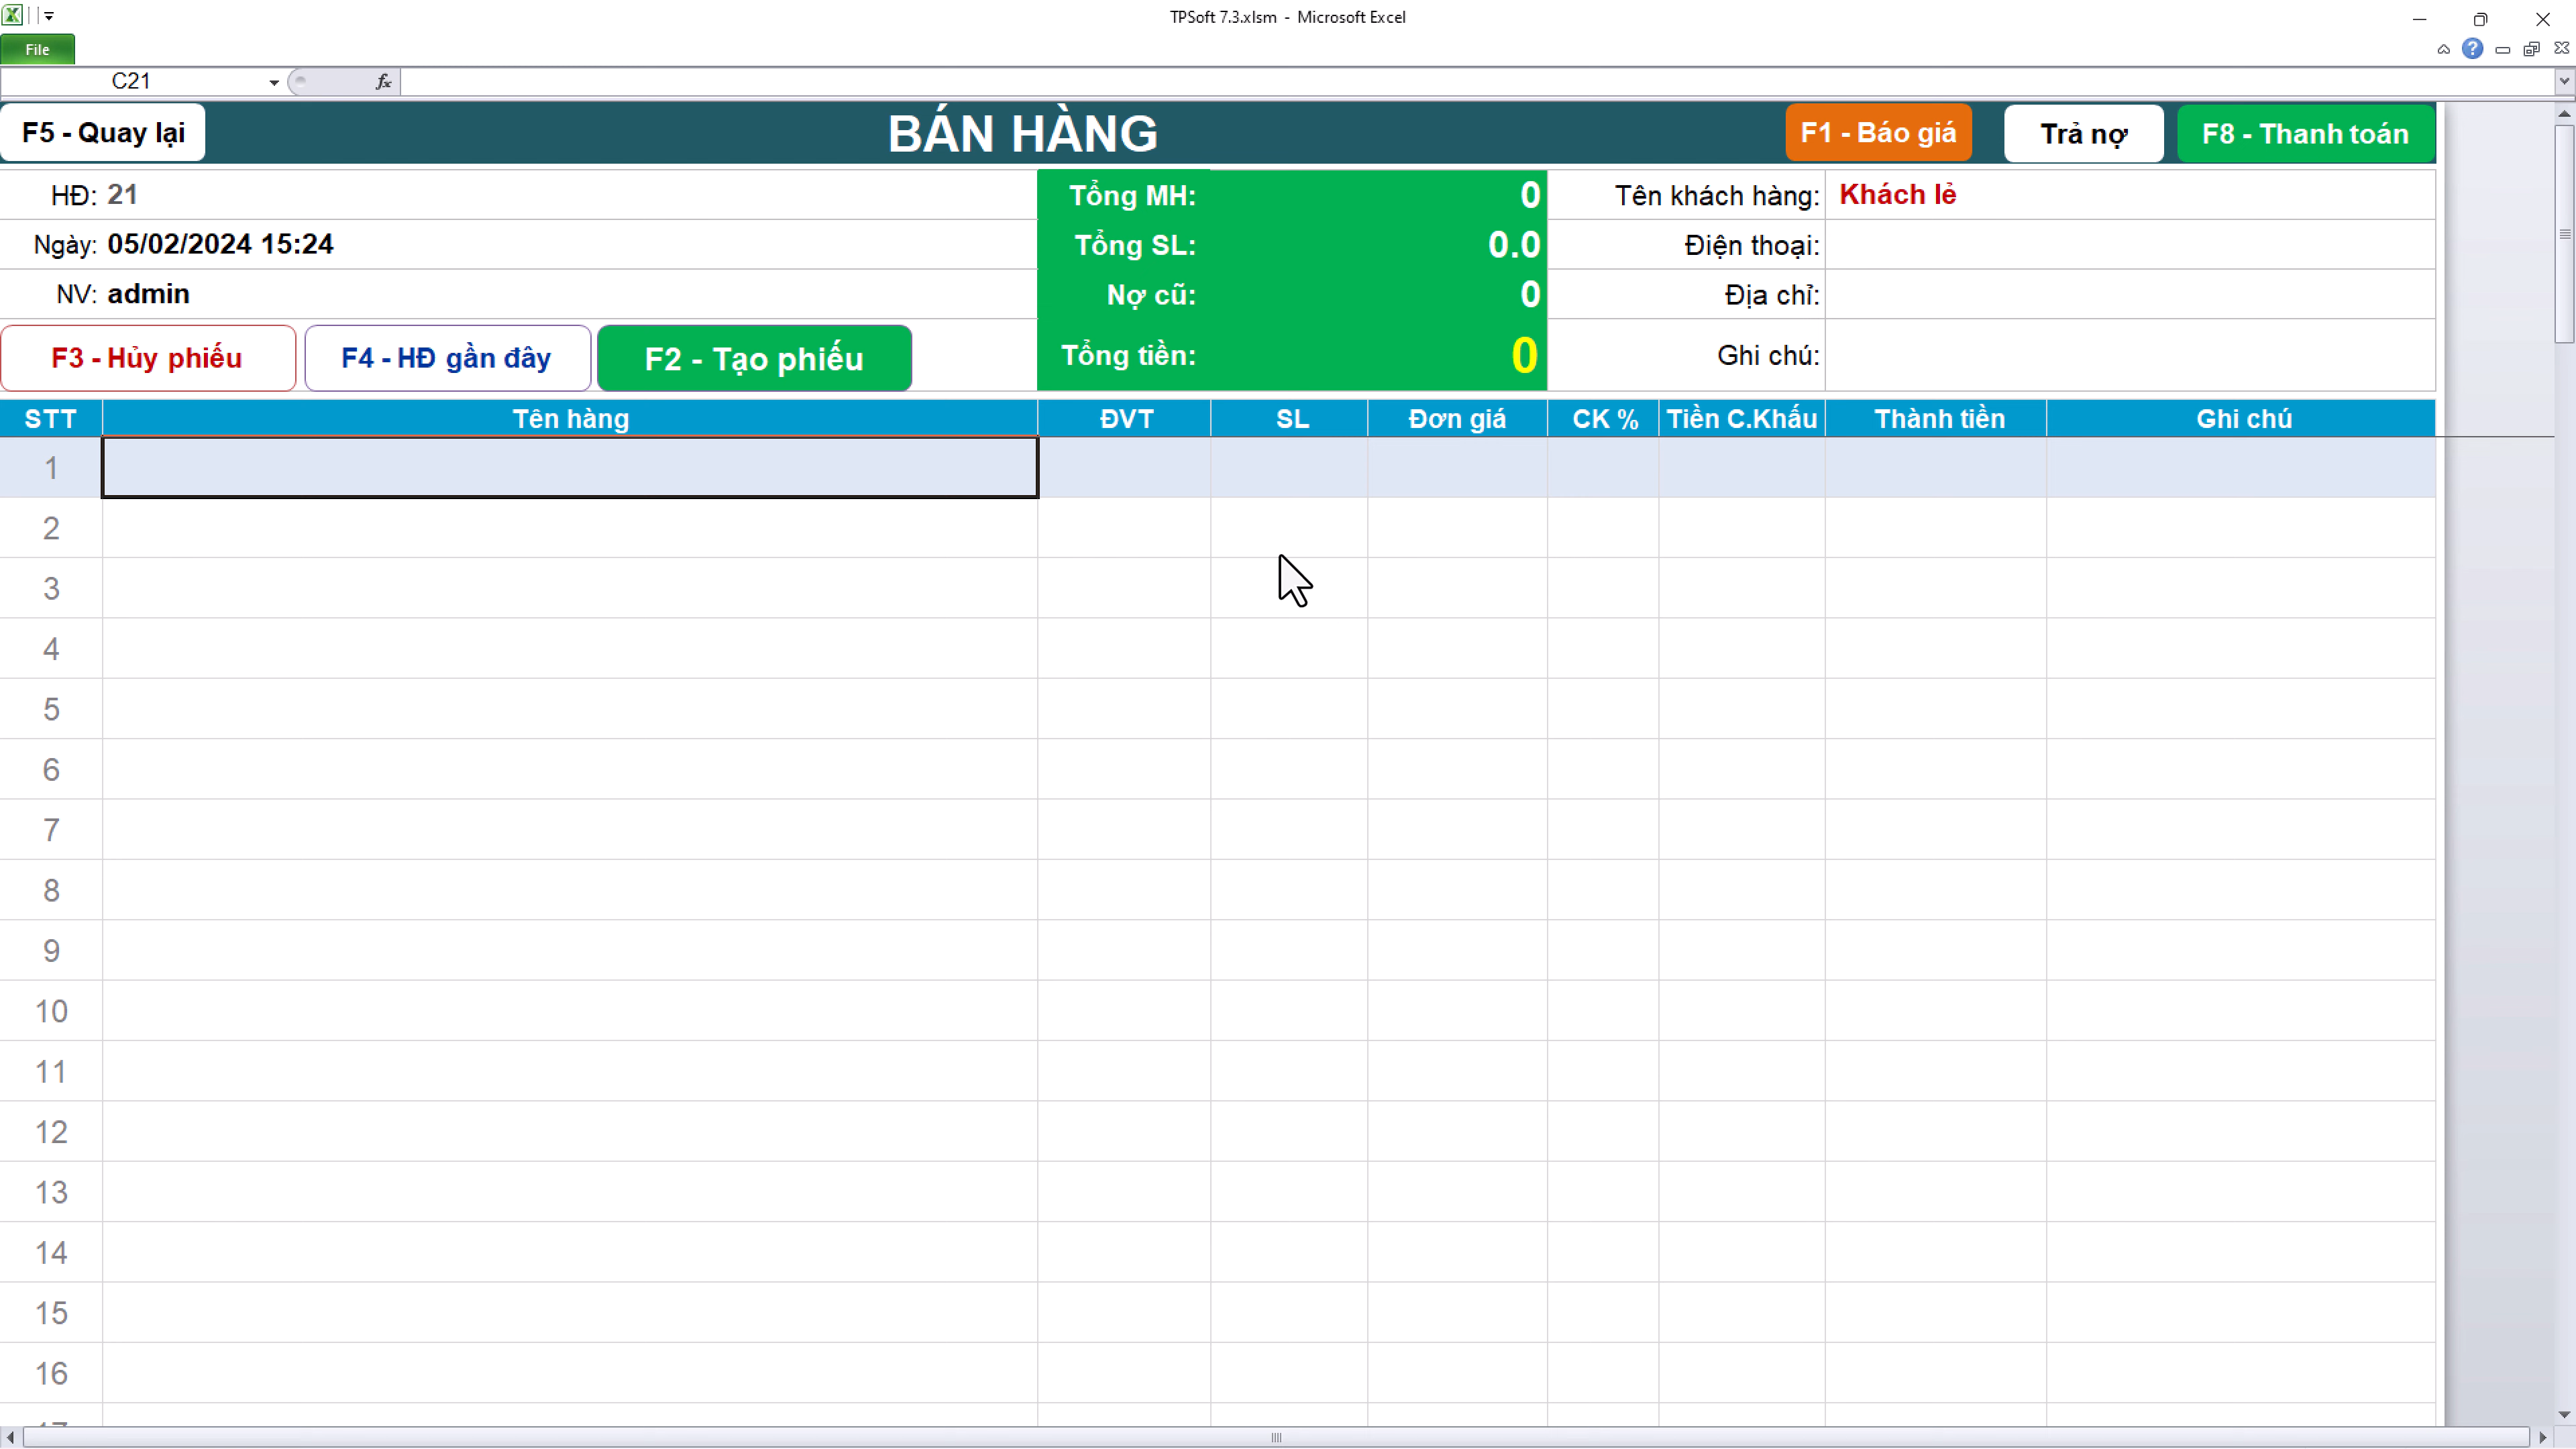 TPSoft 7.3.xlsm - Microsoft Excel
File
C21
fx
F5 - Quay lại
BÁN HÀNG
F1 - Báo giá
Trả nợ
F8 - Thanh toán
HĐ: 21
Tổng MH: 0
Tên khách hàng: Khách lẻ
Ngày: 05/02/2024 15:24
Tổng SL: 0.0
Điện thoại:
NV: admin
Nợ cũ: 0
Địa chỉ:
F3 - Hủy phiếu
F4 - HĐ gần đây
F2 - Tạo phiếu
Tổng tiền: 0
Ghi chú:
STT Tên hàng ĐVT SL Đơn giá CK % Tiền C.Khấu Thành tiền Ghi chú
1
2
3
4
5
6
7
8
9
10
11
12
13
14
15
16
17